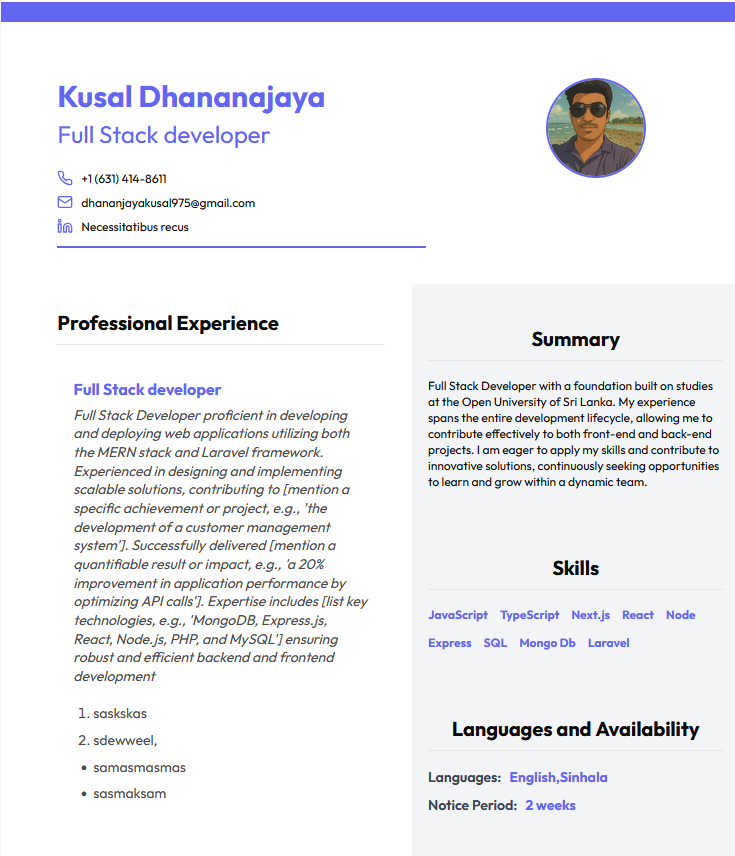 Kusal Dhananajaya
Full Stack developer
+1 (631) 414-8611
dhananjayakusal975@gmail.com
Necessitatibus recus
Professional Experience
Full Stack developer
Full Stack Developer proficient in developing
and deploying web applications utilizing both
the MERN stack and Laravel framework.
Experienced in designing and implementing
scalable solutions, contributing to [mention a
specific achievement or project, e.g., 'the
development of a customer management
system']. Successfully delivered [mention a
quantifiable result or impact, e.g., 'a 20%
improvement in application performance by
optimizing API calls']. Expertise includes [list key
technologies, e.g., 'MongoDB, Express.js,
React, Node.js, PHP, and MySQL'] ensuring
robust and efficient backend and frontend
development
1. saskskas
2. sdewweel,
• samasmasmas
• sasmaksam
Summary
Full Stack Developer with a foundation built on studies
at the Open University of Sri Lanka. My experience
spans the entire development lifecycle, allowing me to
contribute effectively to both front-end and back-end
projects. I am eager to apply my skills and contribute to
innovative solutions, continuously seeking opportunities
to learn and grow within a dynamic team.
Skills
JavaScript TypeScript Next.js React Node
Express SQL Mongo Db Laravel
Languages and Availability
Languages: English,Sinhala
Notice Period: 2 weeks